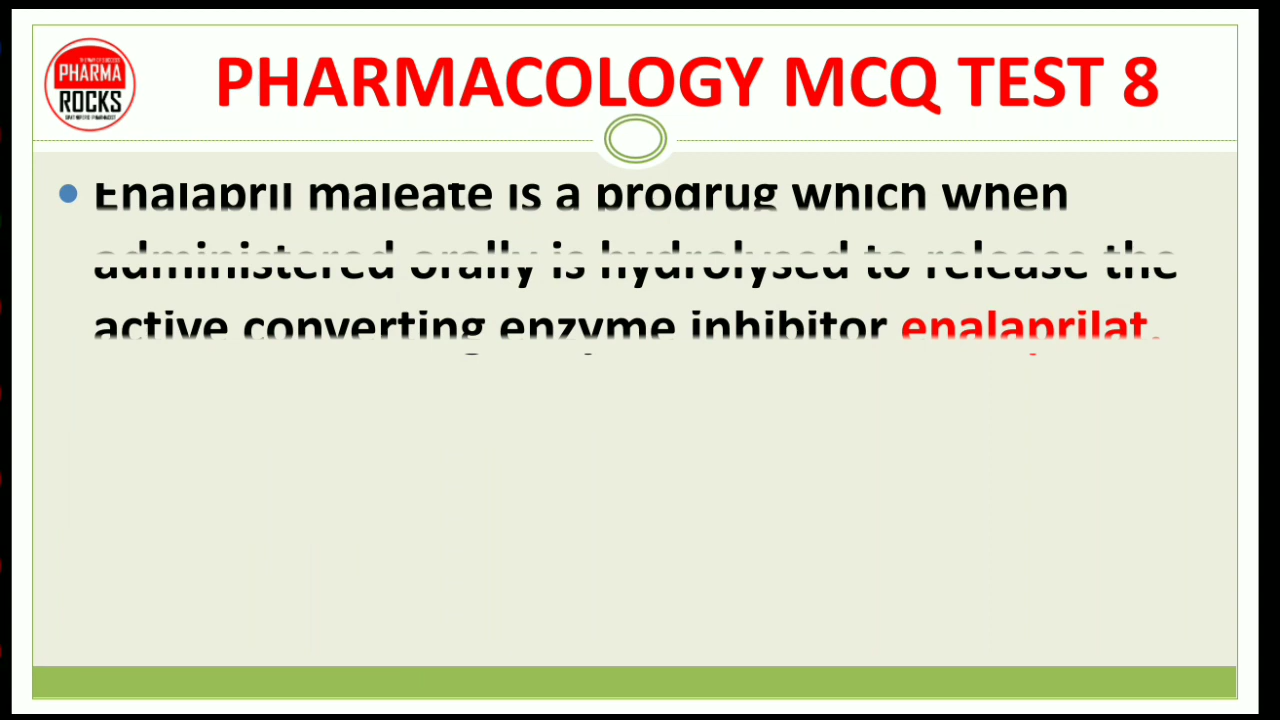 PHARMA
ROCKS
PHARMACOLOGY MCQ TEST 8
Enalapril maleate is a prodrug which when
administered orally is hydrolysed to release the
active converting enzyme inhibitor enalaprilat.